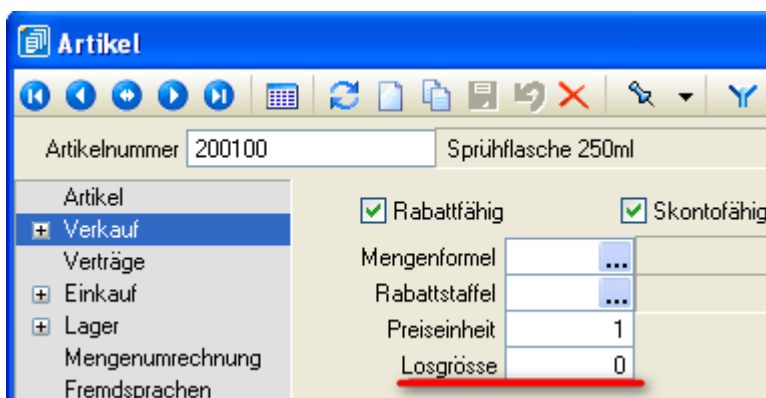 Artikel
Artikelnummer 200100 Sprühflasche 250ml
Artikel
Verkauf
Verträge
Einkauf
Lager
Mengenumrechnung
Fremdsprachen
Rabattfähig Skontofähig
Mengenformel ...
Rabattstaffel ...
Preiseinheit 1
Losgrösse 0